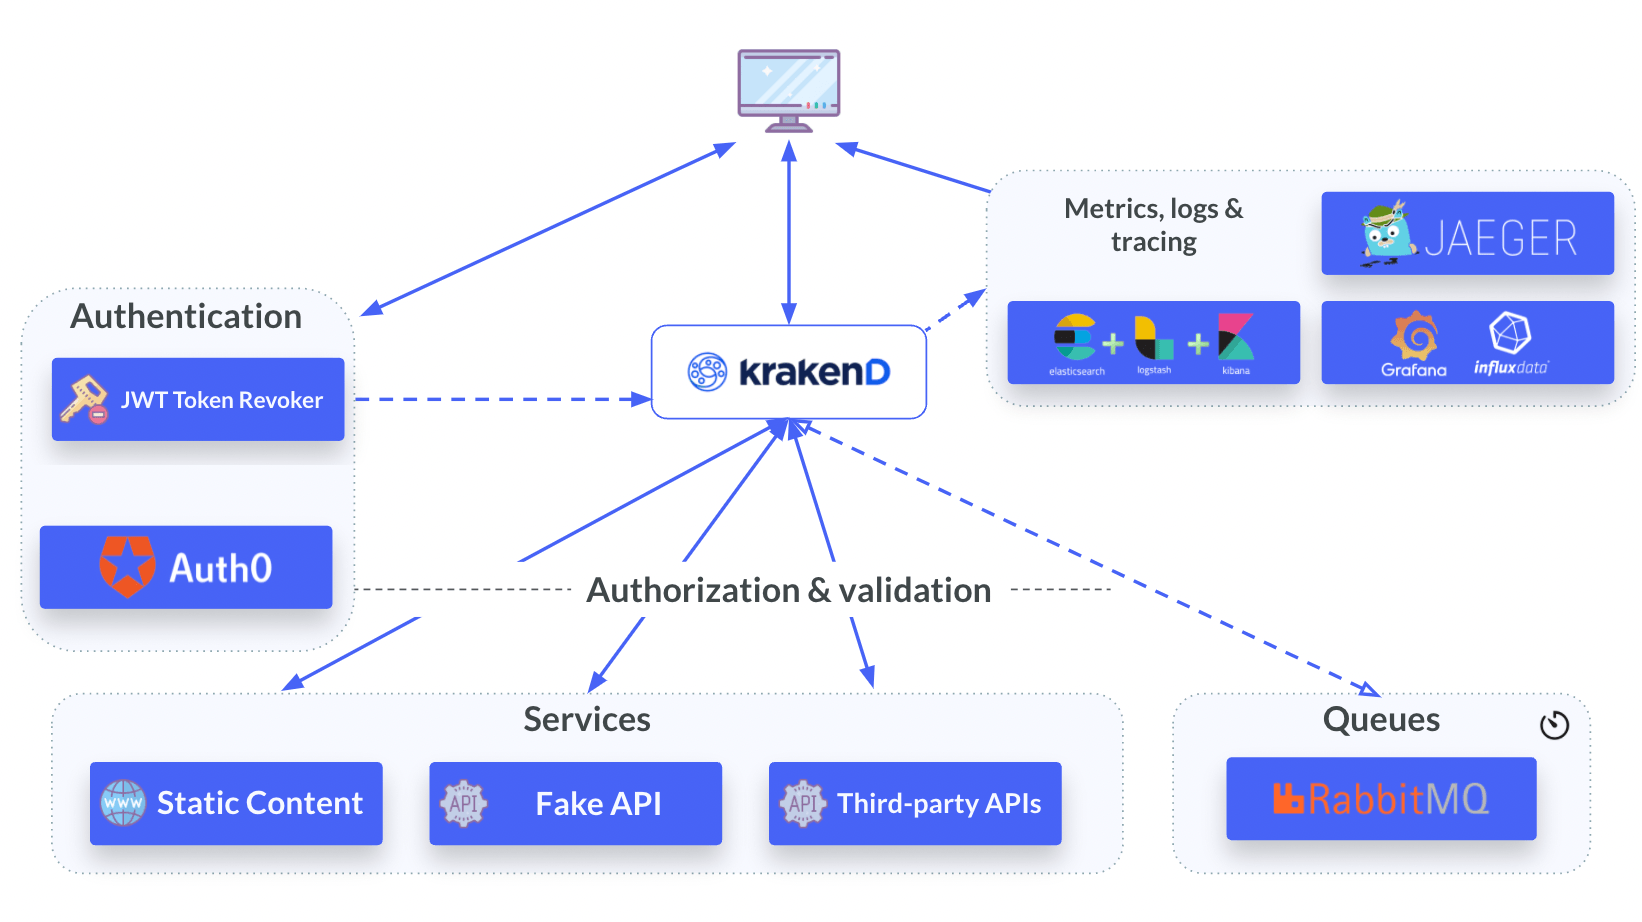 Metrics, logs &
tracing
JAEGER
elasticsearch
+
logstash
+
kibana
Grafana
influxdata
Authentication
JWT Token Revoker
Auth0
krakenD
Authorization & validation
Services
WWW
Static Content
API
Fake API
API
Third-party APIs
Queues
RabbitMQ